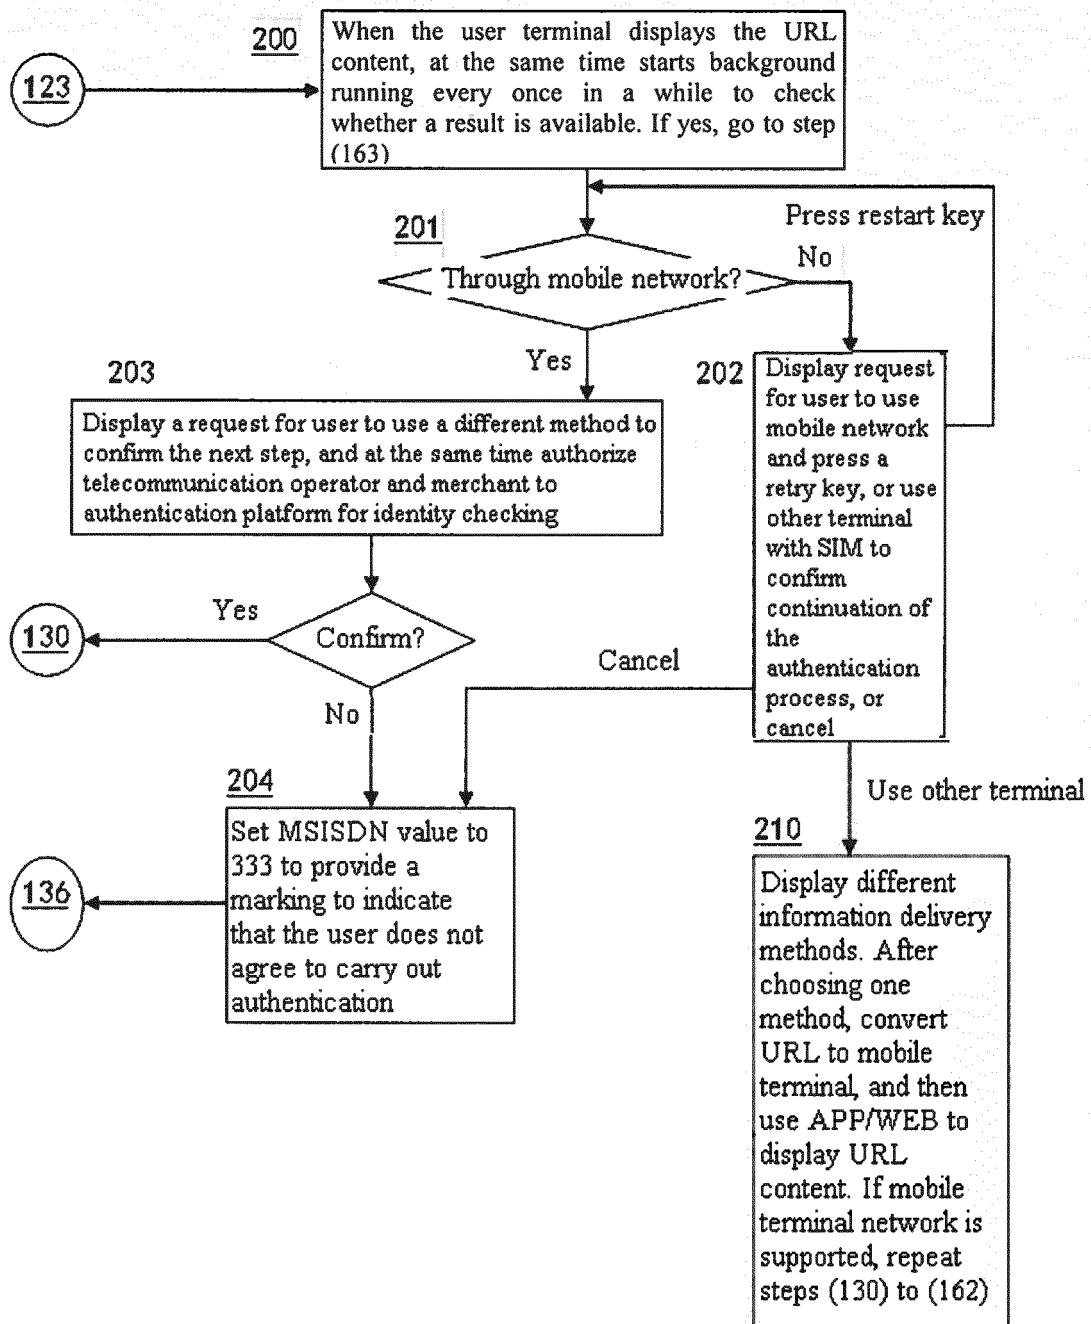 200
When the user terminal displays the URL
content, at the same time starts background
running every once in a while to check
whether a result is available. If yes, go to step
(163)
123
Press restart key
201
Through mobile network?
No
Yes
203
Display a request for user to use a different method to
confirm the next step, and at the same time authorize
telecommunication operator and merchant to
authentication platform for identity checking
202
Display request
for user to use
mobile network
and press a
retry key, or use
other terminal
with SIM to
confirm
continuation of
the
authentication
process, or
cancel
Yes
130
Confirm?
Cancel
No
204
Set MSISDN value to
333 to provide a
marking to indicate
that the user does not
agree to carry out
authentication
136
Use other terminal
210
Display different
information delivery
methods. After
choosing one
method, convert
URL to mobile
terminal, and then
use APP/WEB to
display URL
content. If mobile
terminal network is
supported, repeat
steps (130) to (162)